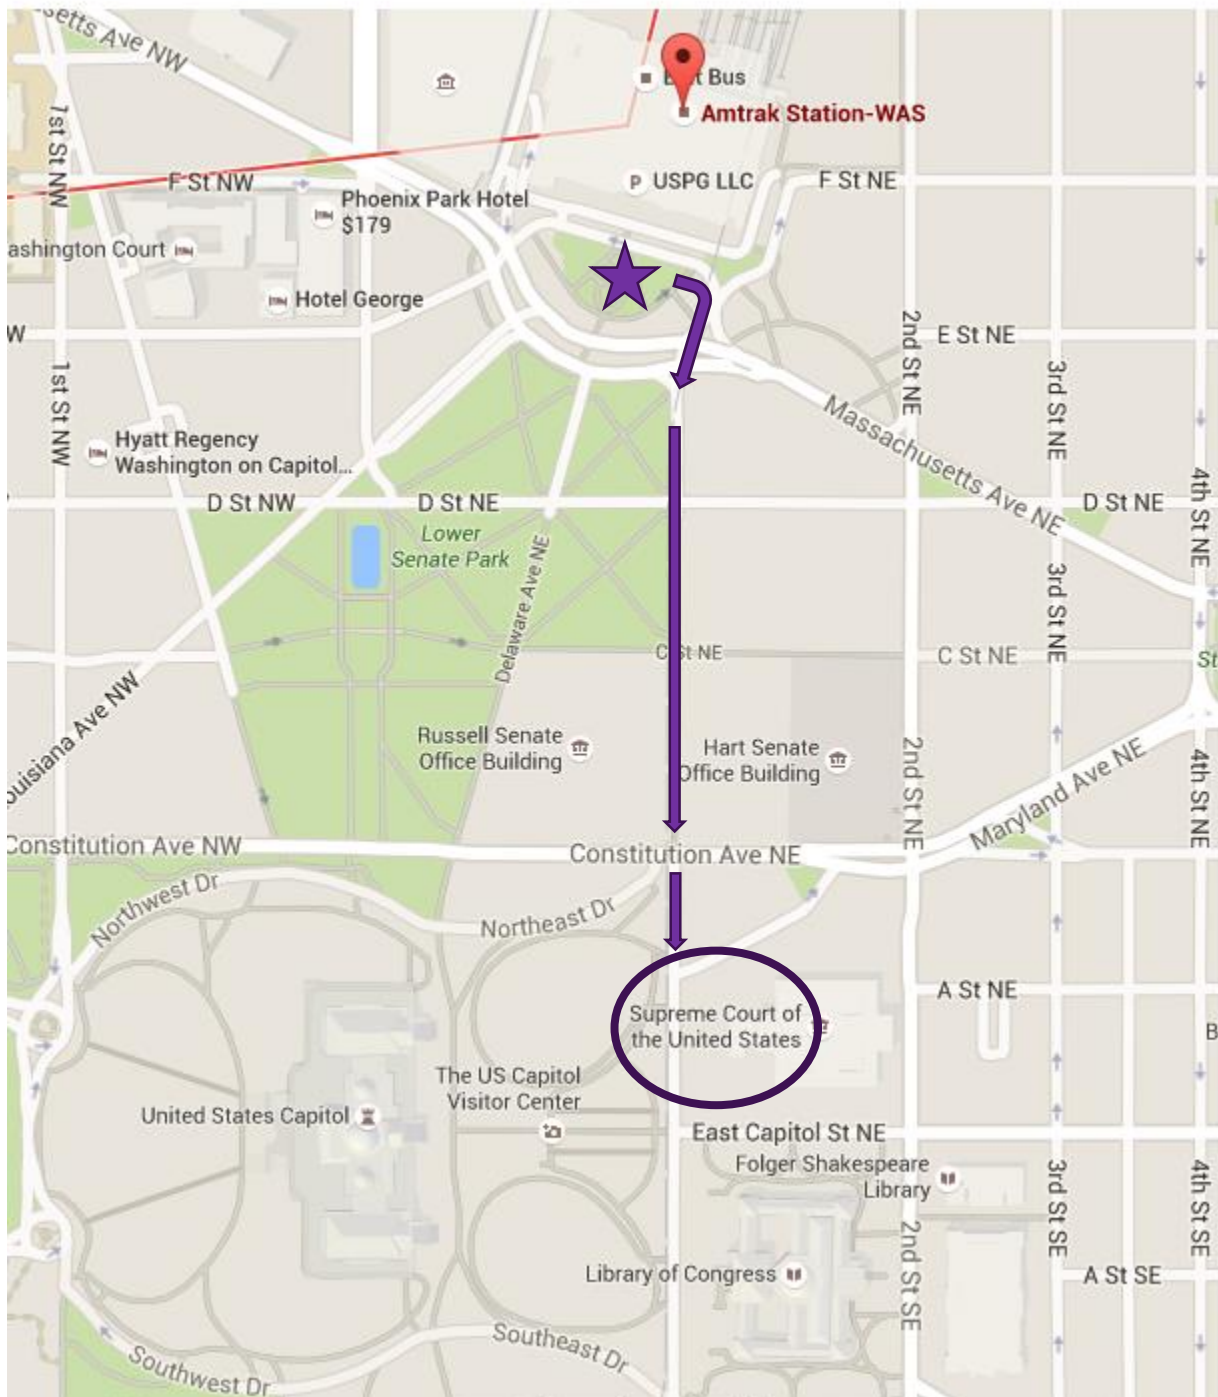 setts Ave NW
Bus
Amtrak Station-WAS
1st St NW
F St NW
P USPG LLC
F St NE
Phoenix Park Hotel
$179
ashington Court
Hotel George
W
2nd St NE
E St NE
1st St NW
3rd St NE
Massachusetts Ave NE
Hyatt Regency
Washington on Capitol...
4th St NE
D St NW
D St NE
D St NE
Lower
Senate Park
Delaware Ave NE
3rd St NE
C St NE
C St NE
St
ouisiana Ave NW
Russell Senate
Office Building
Hart Senate
Office Building
2nd St NE
Maryland Ave NE
4th St NE
Constitution Ave NW
Constitution Ave NE
Northwest Dr
Northeast Dr
A St NE
Supreme Court of
the United States
B
The US Capitol
Visitor Center
United States Capitol
East Capitol St NE
Folger Shakespeare
Library
3rd St SE
4th St SE
2nd St SE
Library of Congress
A St SE
Southeast Dr
Southwest Dr